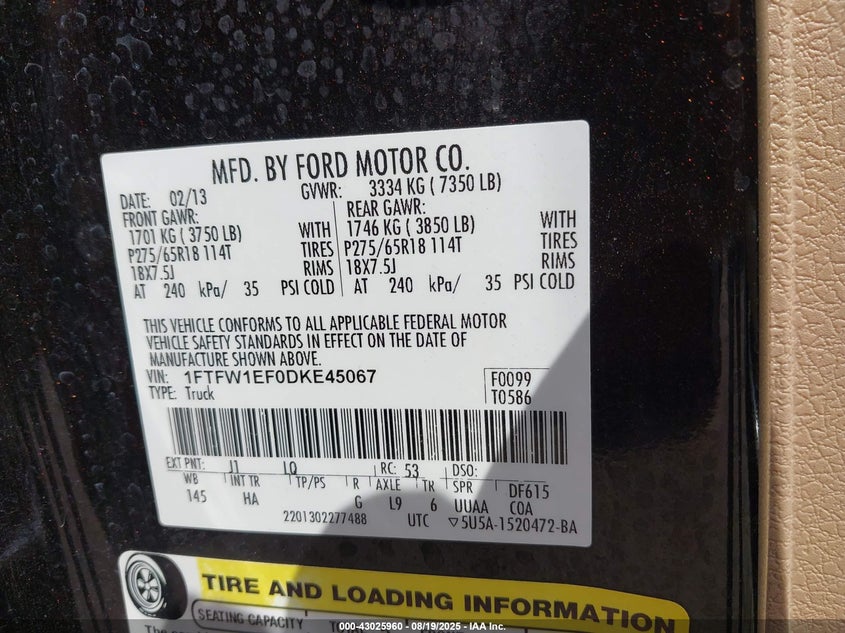 MFD. BY FORD MOTOR CO.
DATE: 02/13 GVWR: 3334 KG ( 7350 LB)
FRONT GAWR: REAR GAWR:
1701 KG ( 3750 LB) WITH 1746 KG ( 3850 LB) WITH
P275/65R18 114T TIRES P275/65R18 114T TIRES
18X7.5J RIMS 18X7.5J RIMS
AT 240 kPa/ 35 PSI COLD AT 240 kPa/ 35 PSI COLD
THIS VEHICLE CONFORMS TO ALL APPLICABLE FEDERAL MOTOR
VEHICLE SAFETY STANDARDS IN EFFECT ON THE DATE OF
MANUFACTURE SHOWN ABOVE.
VIN: 1FTFW1EF0DKE45067 F0099
TYPE: Truck T0586
EXT PNT: J1 LQ RC: 53 DSO:
WB INT TR TP/PS R AXLE TR SPR DF615
145 HA G L9 6 UUAA COA
2201302277488 UTC ▽5U5A-1520472-BA
TIRE AND LOADING INFORMATION
SEATING CAPACITY
000-43025960 - 08/19/2025 - IAA Inc.